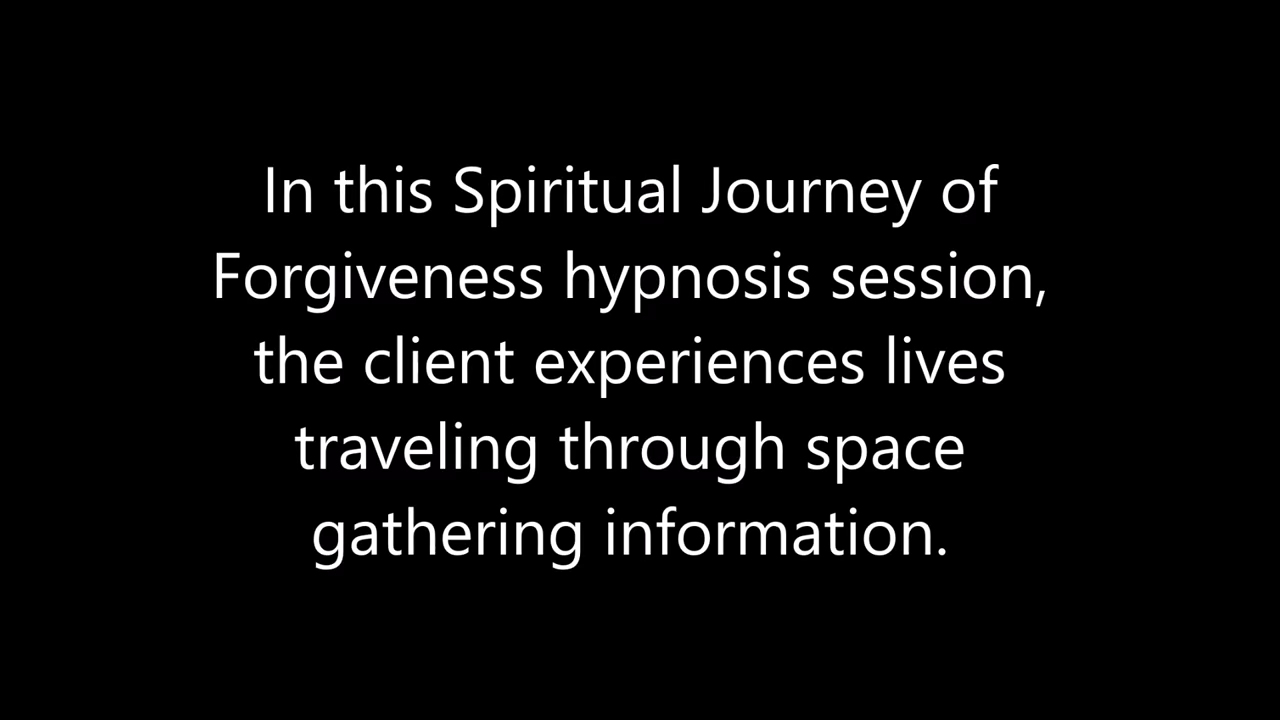 In this Spiritual Journey of
Forgiveness hypnosis session,
the client experiences lives
traveling through space
gathering information.